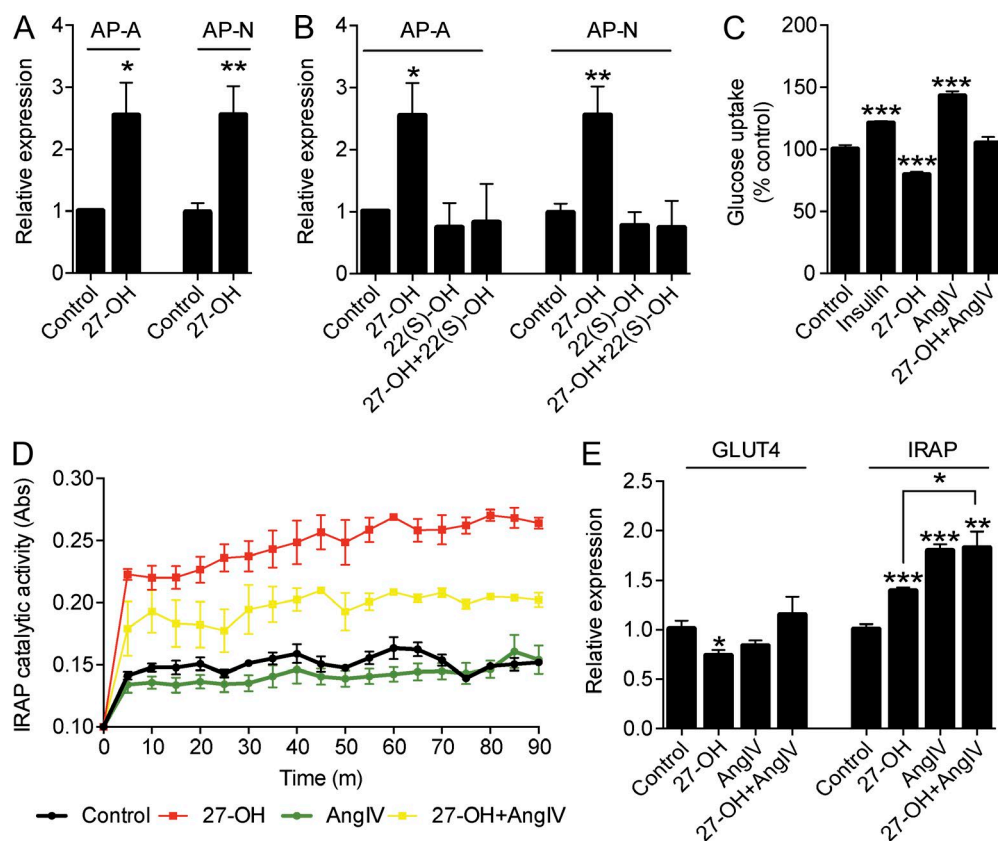 A
AP-A AP-N
Relative expression
4
3
2
1
0
* **
Control
27-OH
Control
27-OH
B
AP-A AP-N
Relative expression
4
3
2
1
0
* **
Control
27-OH
22(S)-OH
27-OH+22(S)-OH
Control
27-OH
22(S)-OH
27-OH+22(S)-OH
C
Glucose uptake
(% control)
150
100
50
0
*** *** ***
Control
Insulin
27-OH
AngIV
27-OH+AngIV
D
IRAP catalytic activity (Abs)
0.30
0.25
0.20
0.15
0.10
0 10 20 30 40 50 60 70 80 90
Time (m)
Control 27-OH AngIV 27-OH+AngIV
E
GLUT4 IRAP
Relative expression
2.5
2.0
1.5
1.0
0.5
0.0
*
* *** *** **
Control
27-OH
AngIV
27-OH+AngIV
Control
27-OH
AngIV
27-OH+AngIV